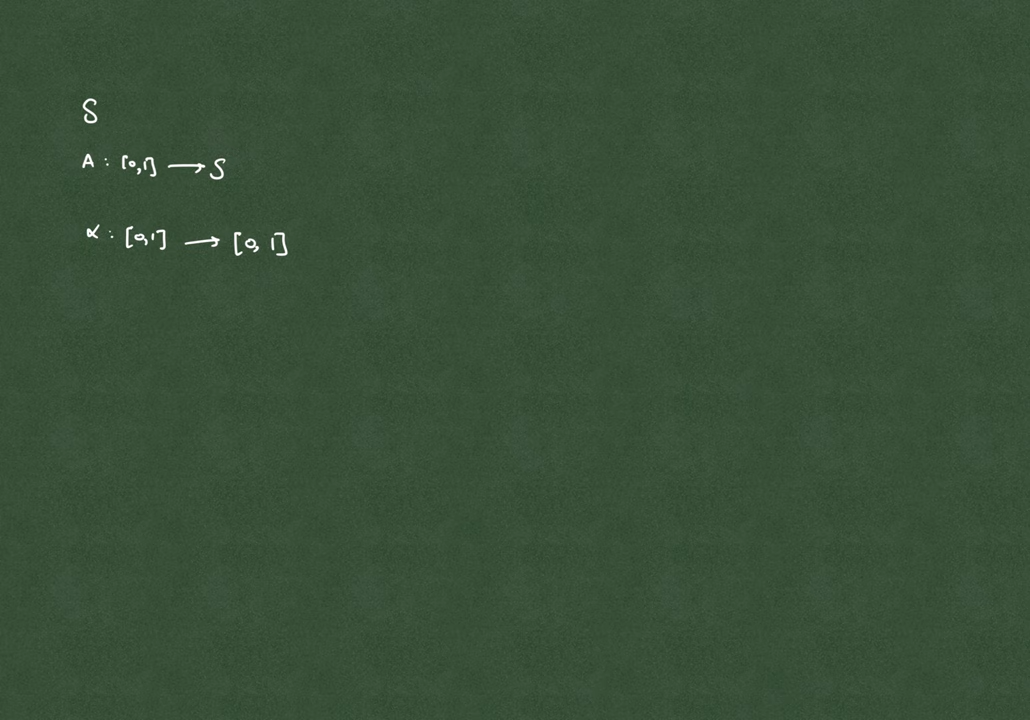 S
A : [0,1] ⟶ S
α : [0,1] ⟶ [0, 1]